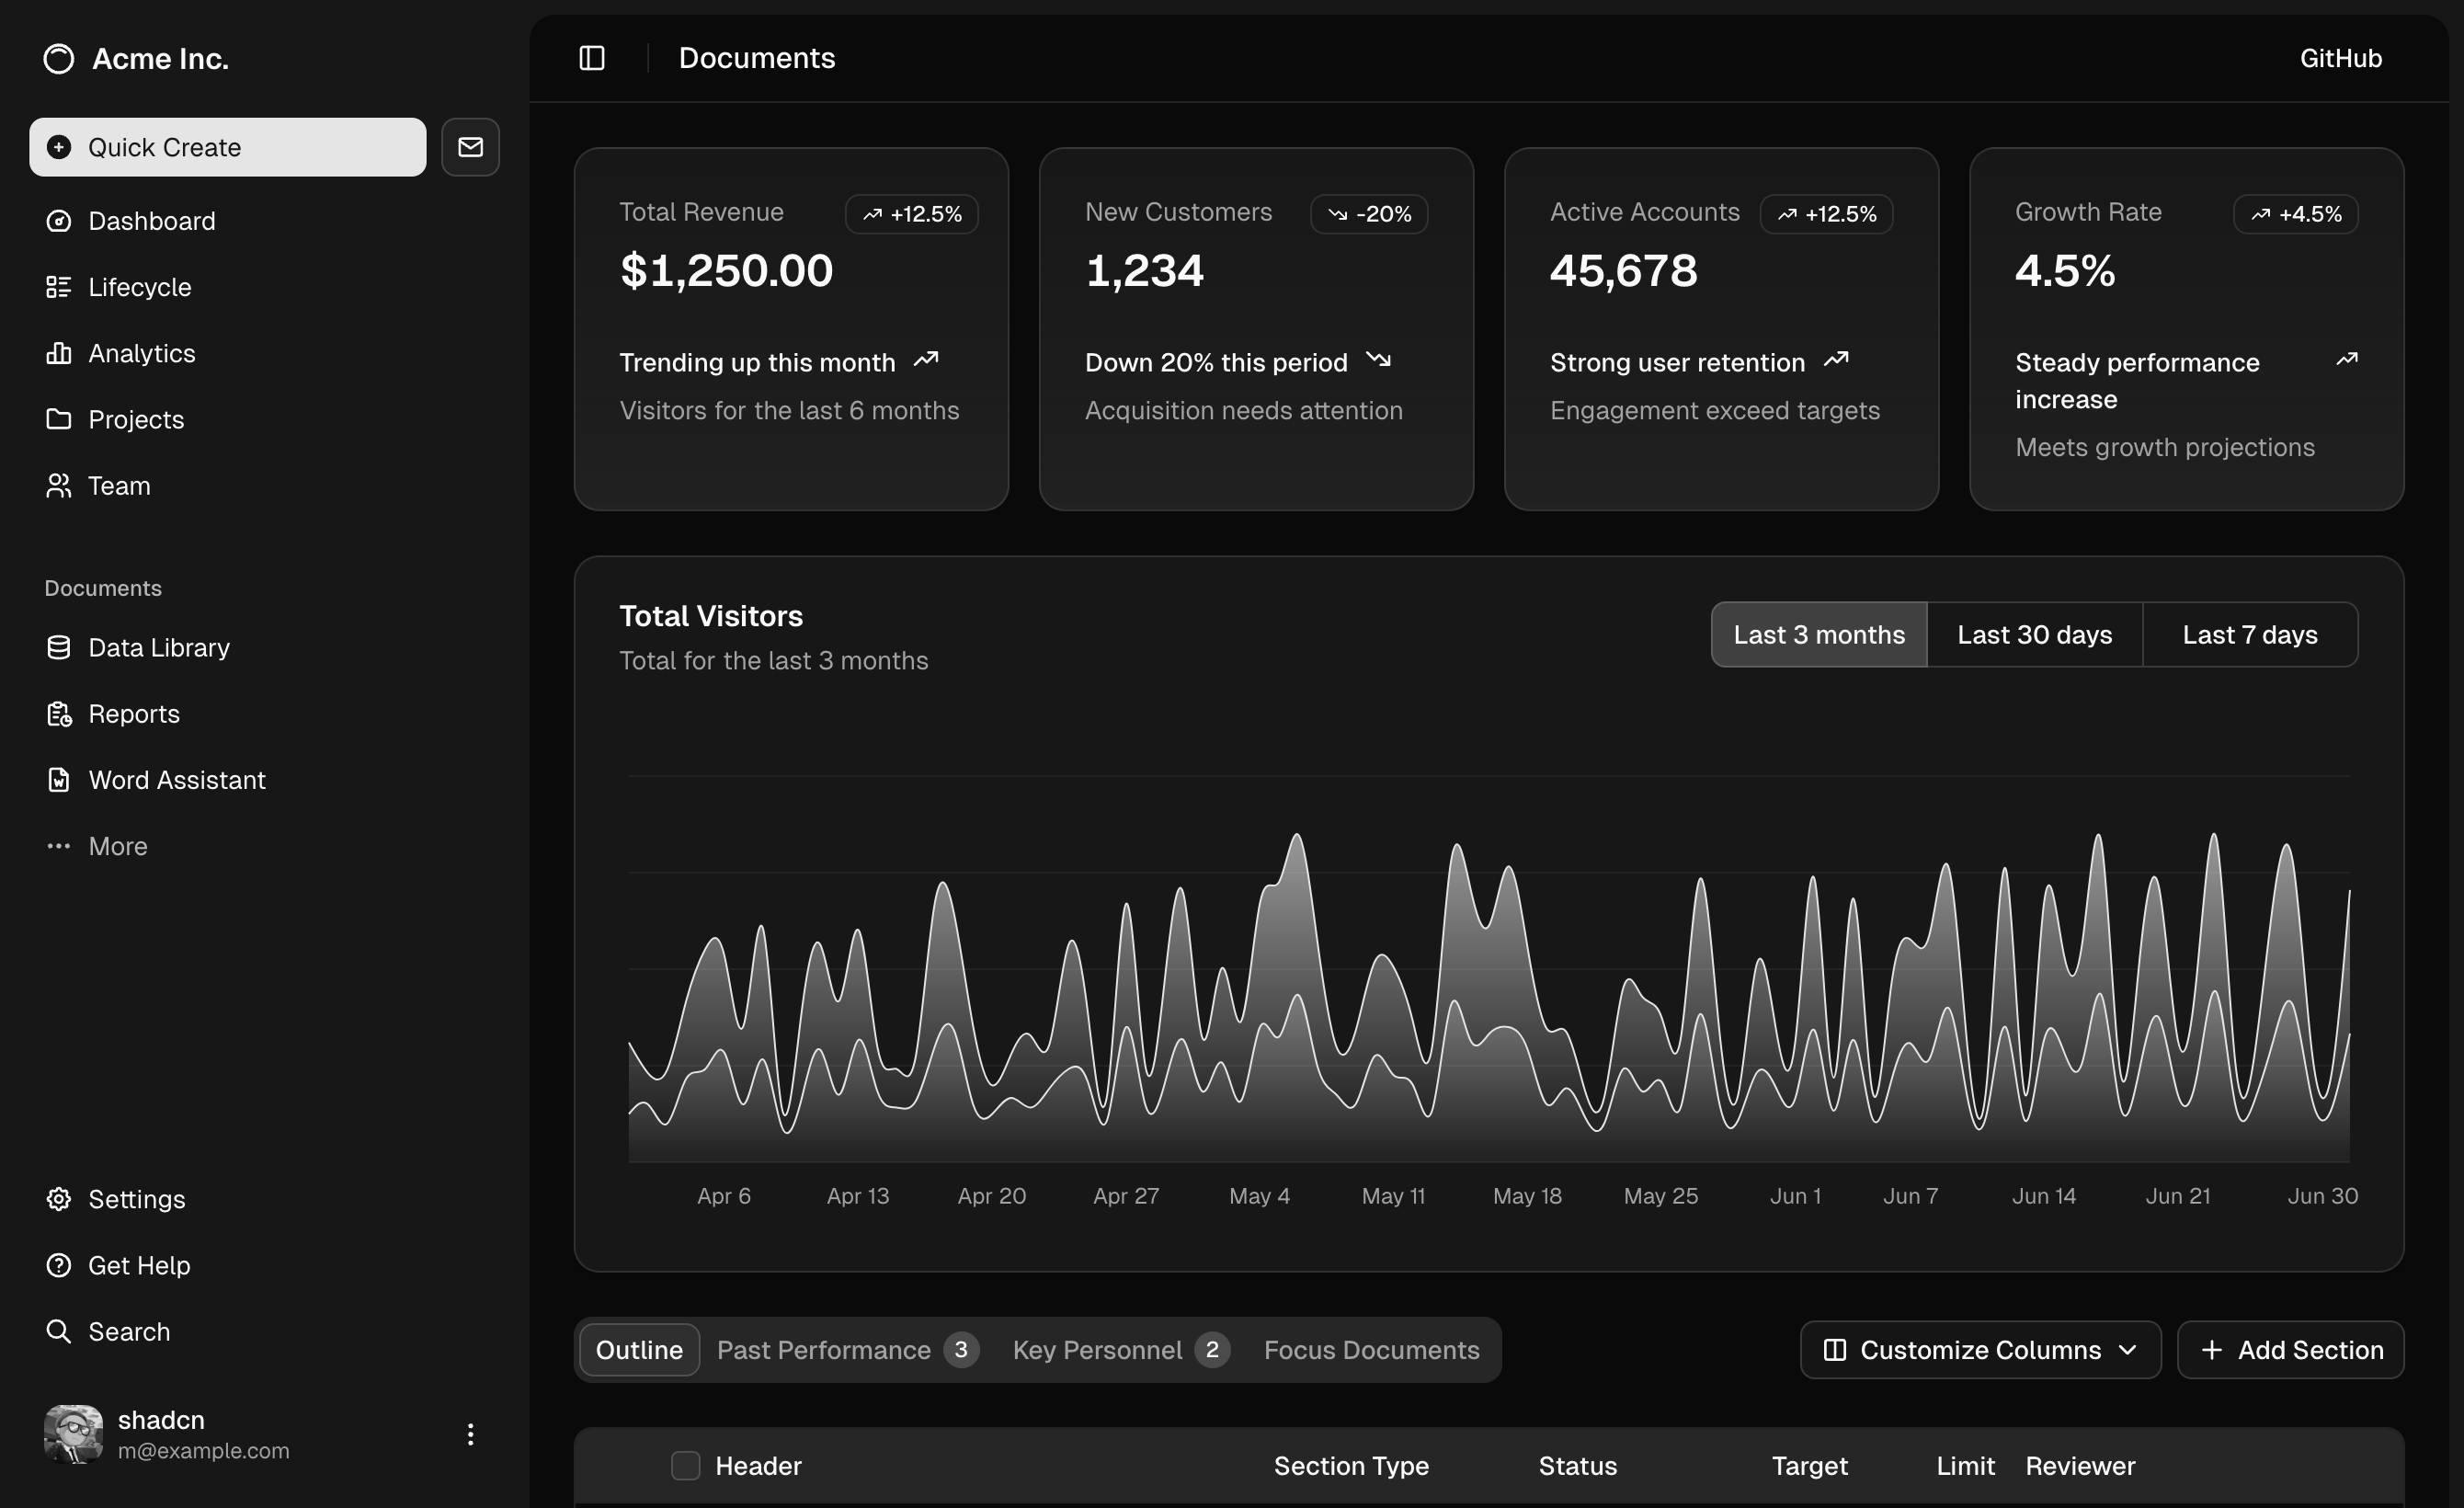 Acme Inc.
Quick Create
Dashboard
Lifecycle
Analytics
Projects
Team
Documents
Data Library
Reports
Word Assistant
More
Settings
Get Help
Search
shadcn
m@example.com
Documents
GitHub
Total Revenue
+12.5%
$1,250.00
Trending up this month
Visitors for the last 6 months
New Customers
-20%
1,234
Down 20% this period
Acquisition needs attention
Active Accounts
+12.5%
45,678
Strong user retention
Engagement exceed targets
Growth Rate
+4.5%
4.5%
Steady performance
increase
Meets growth projections
Total Visitors
Total for the last 3 months
Last 3 months
Last 30 days
Last 7 days
Apr 6
Apr 13
Apr 20
Apr 27
May 4
May 11
May 18
May 25
Jun 1
Jun 7
Jun 14
Jun 21
Jun 30
Outline
Past Performance 3
Key Personnel 2
Focus Documents
Customize Columns
Add Section
Header
Section Type
Status
Target
Limit
Reviewer